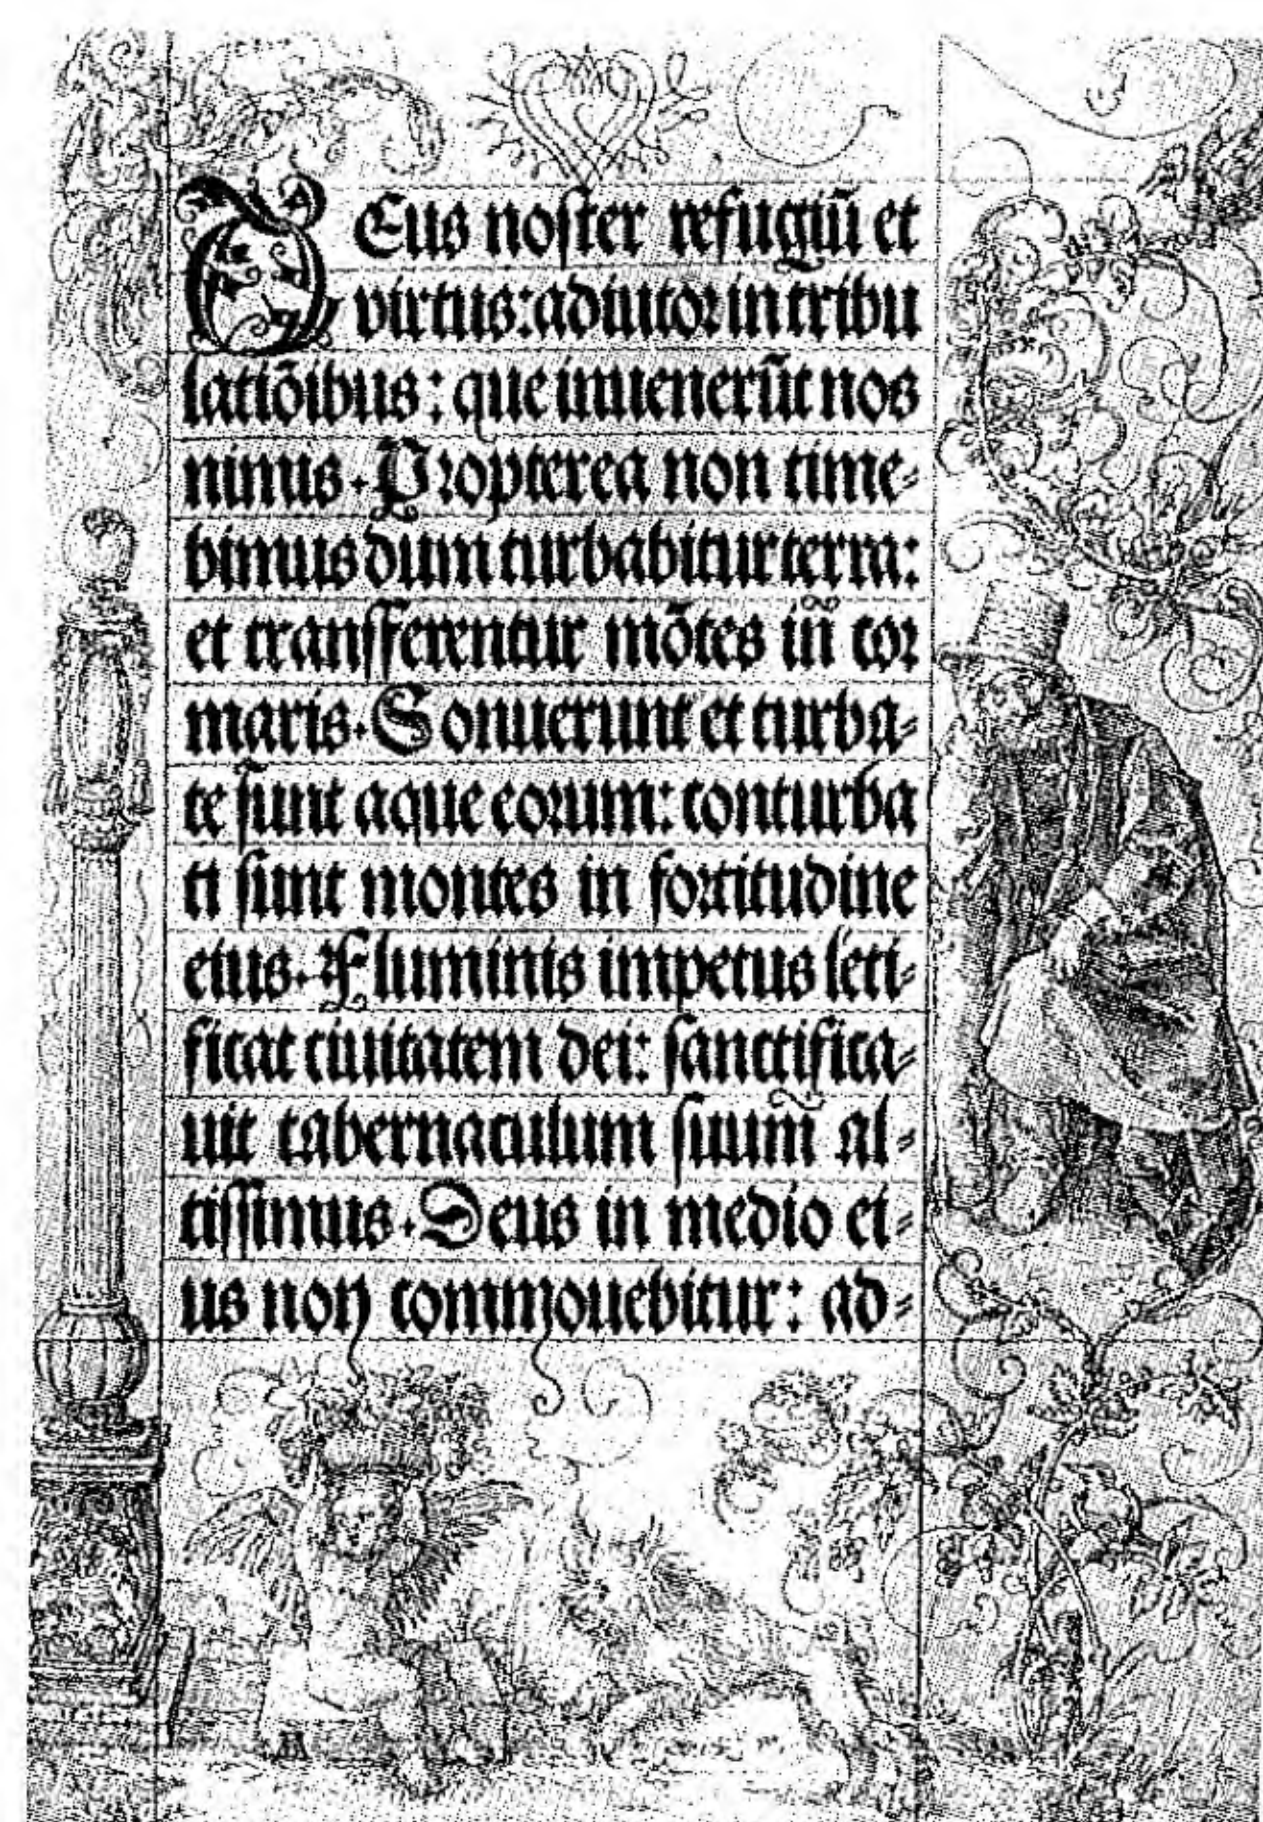 DEus noster refugiũ et
virtus: adiutor in tribu
latiõibus: que inuenerũt nos
nimis. Propterea non time-
bimus dum turbabitur terra:
et transferentur mõtes iñ cor
maris. Sonuerunt et turba-
te sunt aque eorum: conturba
ti sunt montes in fortitudine
eius. Fluminis impetus leti-
ficat ciuitatem dei: sanctifica-
uit tabernaculum suum̃ al-
tissimus. Deus in medio ei-
us non commouebitur: ad-